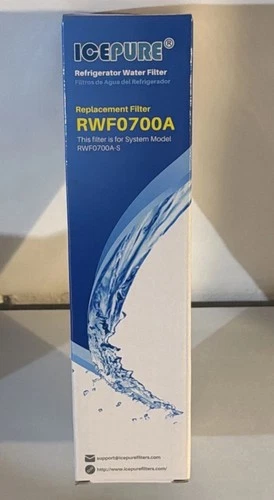 ICEPURE®
Refrigerator Water Filter
Filtros de Agua del Refrigerador
Replacement Filter
RWF0700A
This filter is for System Model
RWF0700A-S
support@icepurefilters.com
http://www.icepurefilters.com/